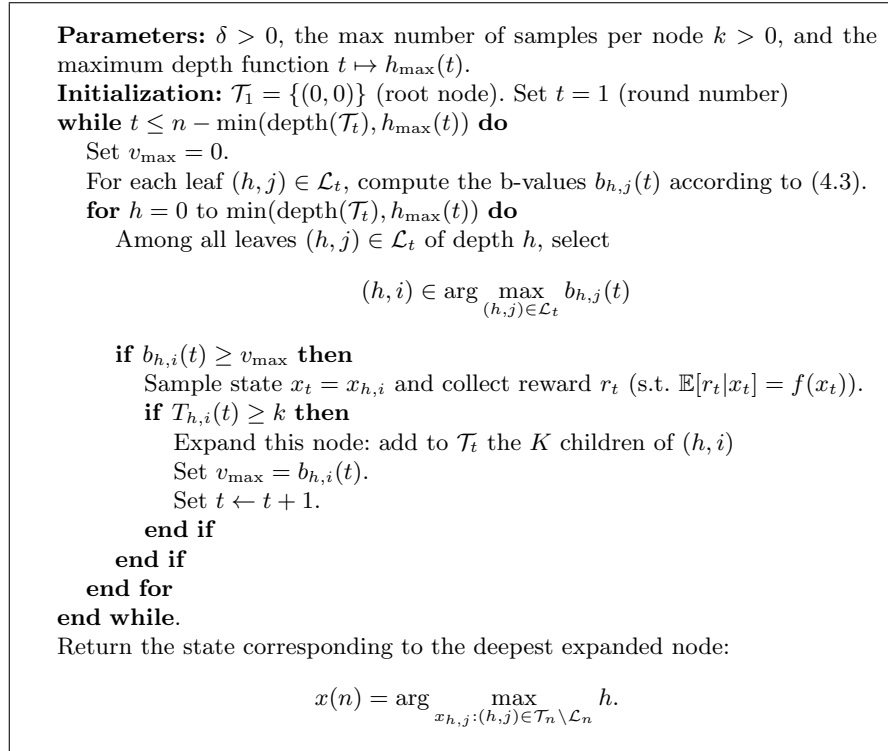 Parameters: δ > 0, the max number of samples per node k > 0, and the
maximum depth function t ↦ h_max(t).
Initialization: 𝒯_1 = {(0, 0)} (root node). Set t = 1 (round number)
while t ≤ n − min(depth(𝒯_t), h_max(t)) do
Set v_max = 0.
For each leaf (h, j) ∈ ℒ_t, compute the b-values b_{h,j}(t) according to (4.3).
for h = 0 to min(depth(𝒯_t), h_max(t)) do
Among all leaves (h, j) ∈ ℒ_t of depth h, select
(h, i) ∈ arg max_{(h,j)∈ℒ_t} b_{h,j}(t)
if b_{h,i}(t) ≥ v_max then
Sample state x_t = x_{h,i} and collect reward r_t (s.t. 𝔼[r_t|x_t] = f(x_t)).
if T_{h,i}(t) ≥ k then
Expand this node: add to 𝒯_t the K children of (h, i)
Set v_max = b_{h,i}(t).
Set t ← t + 1.
end if
end if
end for
end while.
Return the state corresponding to the deepest expanded node:
x(n) = arg max_{x_{h,j}:(h,j)∈𝒯_n\ℒ_n} h.